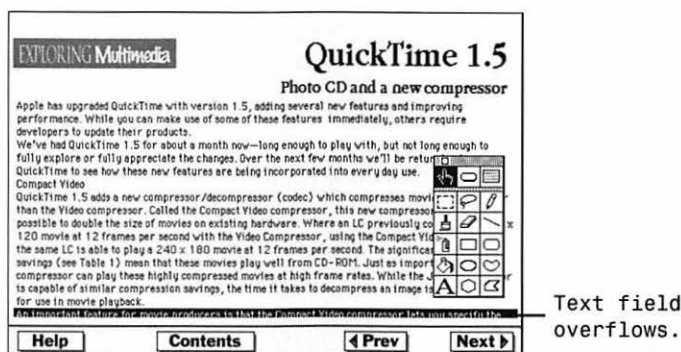 EXPLORING Multimedia
QuickTime 1.5
Photo CD and a new compressor
Apple has upgraded QuickTime with version 1.5, adding several new features and improving
performance. While you can make use of some of these features immediately, others require
developers to update their products.
We've had QuickTime 1.5 for about a month now—long enough to play with, but not long enough to
fully explore or fully appreciate the changes. Over the next few months we'll be
QuickTime to see how these new features are being incorporated into every day use.
Compact Video
QuickTime 1.5 adds a new compressor/decompressor (codec) which compresses
than the Video compressor. Called the Compact Video compressor, this new compressor
possible to double the size of movies on existing hardware. Where an LC previously x
120 movie at 12 frames per second with the Video Compressor, using the Compact
the same LC is able to play a 240 x 180 movie at 12 frames per second. The
savings (see Table 1) mean that these movies play well from CD-ROM. Just as
compressor can play these highly compressed movies at high frame rates. While the
is capable of similar compression savings, the time it takes to decompress an image is
for use in movie playback.
An important feature for movie producers is that the Compact Video compressor lets you specify the
Text field
overflows.
Help Contents Prev Next